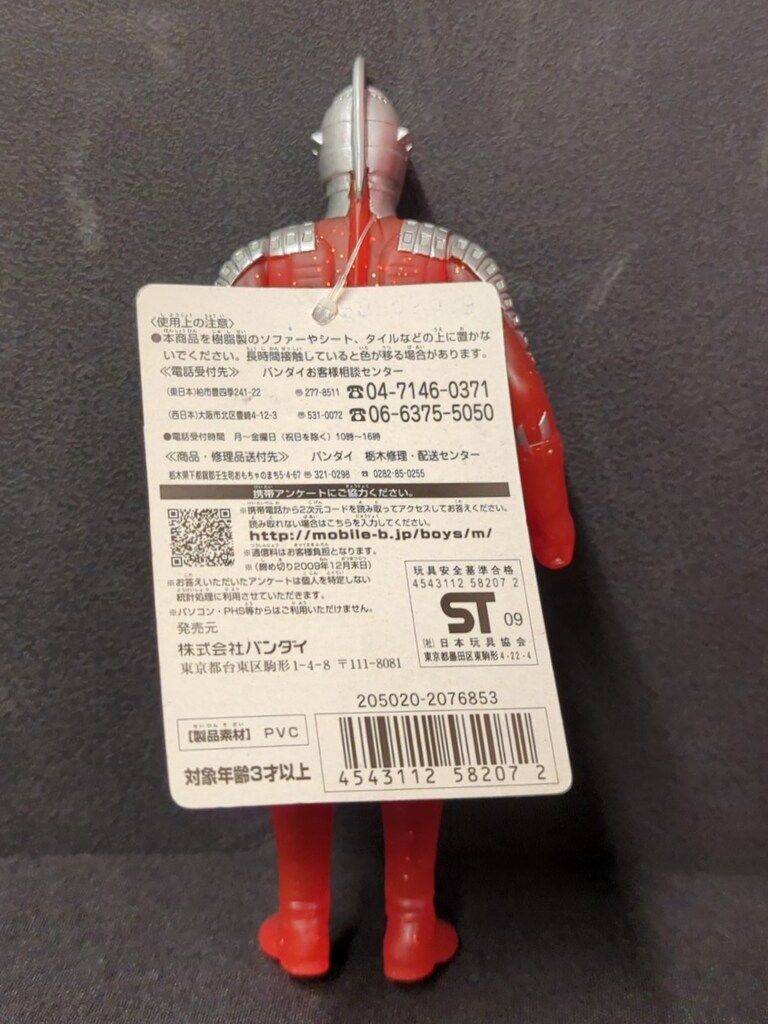 〈使用上の注意〉
●本商品を樹脂製のソファーやシート、タイルなどの上に置かな
いでください。長時間接触していると色が移る場合があります。
≪電話受付先≫ バンダイお客様相談センター
(東日本)柏市豊四季241-22 〠277-8511 ☎04-7146-0371
(西日本)大阪市北区豊崎4-12-3 〠531-0072 ☎06-6375-5050
●電話受付時間 月〜金曜日(祝日を除く)10時〜16時
≪商品・修理品送付先≫ バンダイ 栃木修理・配送センター
栃木県下都賀郡壬生町おもちゃのまち5-4-67 〠321-0298 ☎0282-85-0255
携帯アンケートにご協力ください。
※携帯電話から2次元コードを読み取ってアクセスしてお答えください。
読み取れない場合はこちらを入力してください。
http://mobile-b.jp/boys/m/
※通信料はお客様負担となります。
※(締め切り2009年12月末日)
※お答えいただいたアンケートは個人を特定しない
統計処理に利用させていただきます。
※パソコン・PHS等からはご利用いただけません。
発売元
株式会社バンダイ
東京都台東区駒形1-4-8 〒111-8081
玩具安全基準合格
4543112 58207 2
ST 09
(社)日本玩具協会
東京都墨田区東駒形4-22-4
205020-2076853
【製品素材】 PVC
対象年齢3才以上
4543112 58207 2